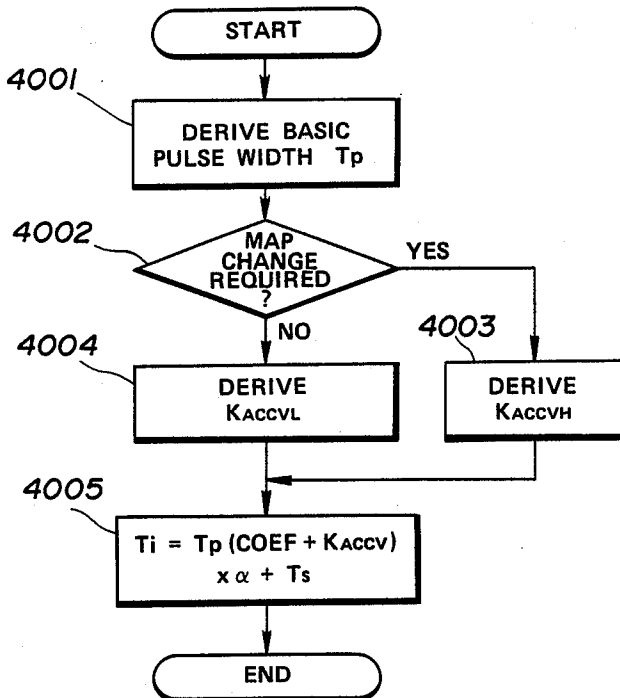 START
4001
DERIVE BASIC
PULSE WIDTH Tp
4002
MAP
CHANGE
REQUIRED
?
YES
NO
4004
DERIVE
KACCVL
4003
DERIVE
KACCVH
4005
Ti = Tp (COEF + KACCV)
x α + Ts
END